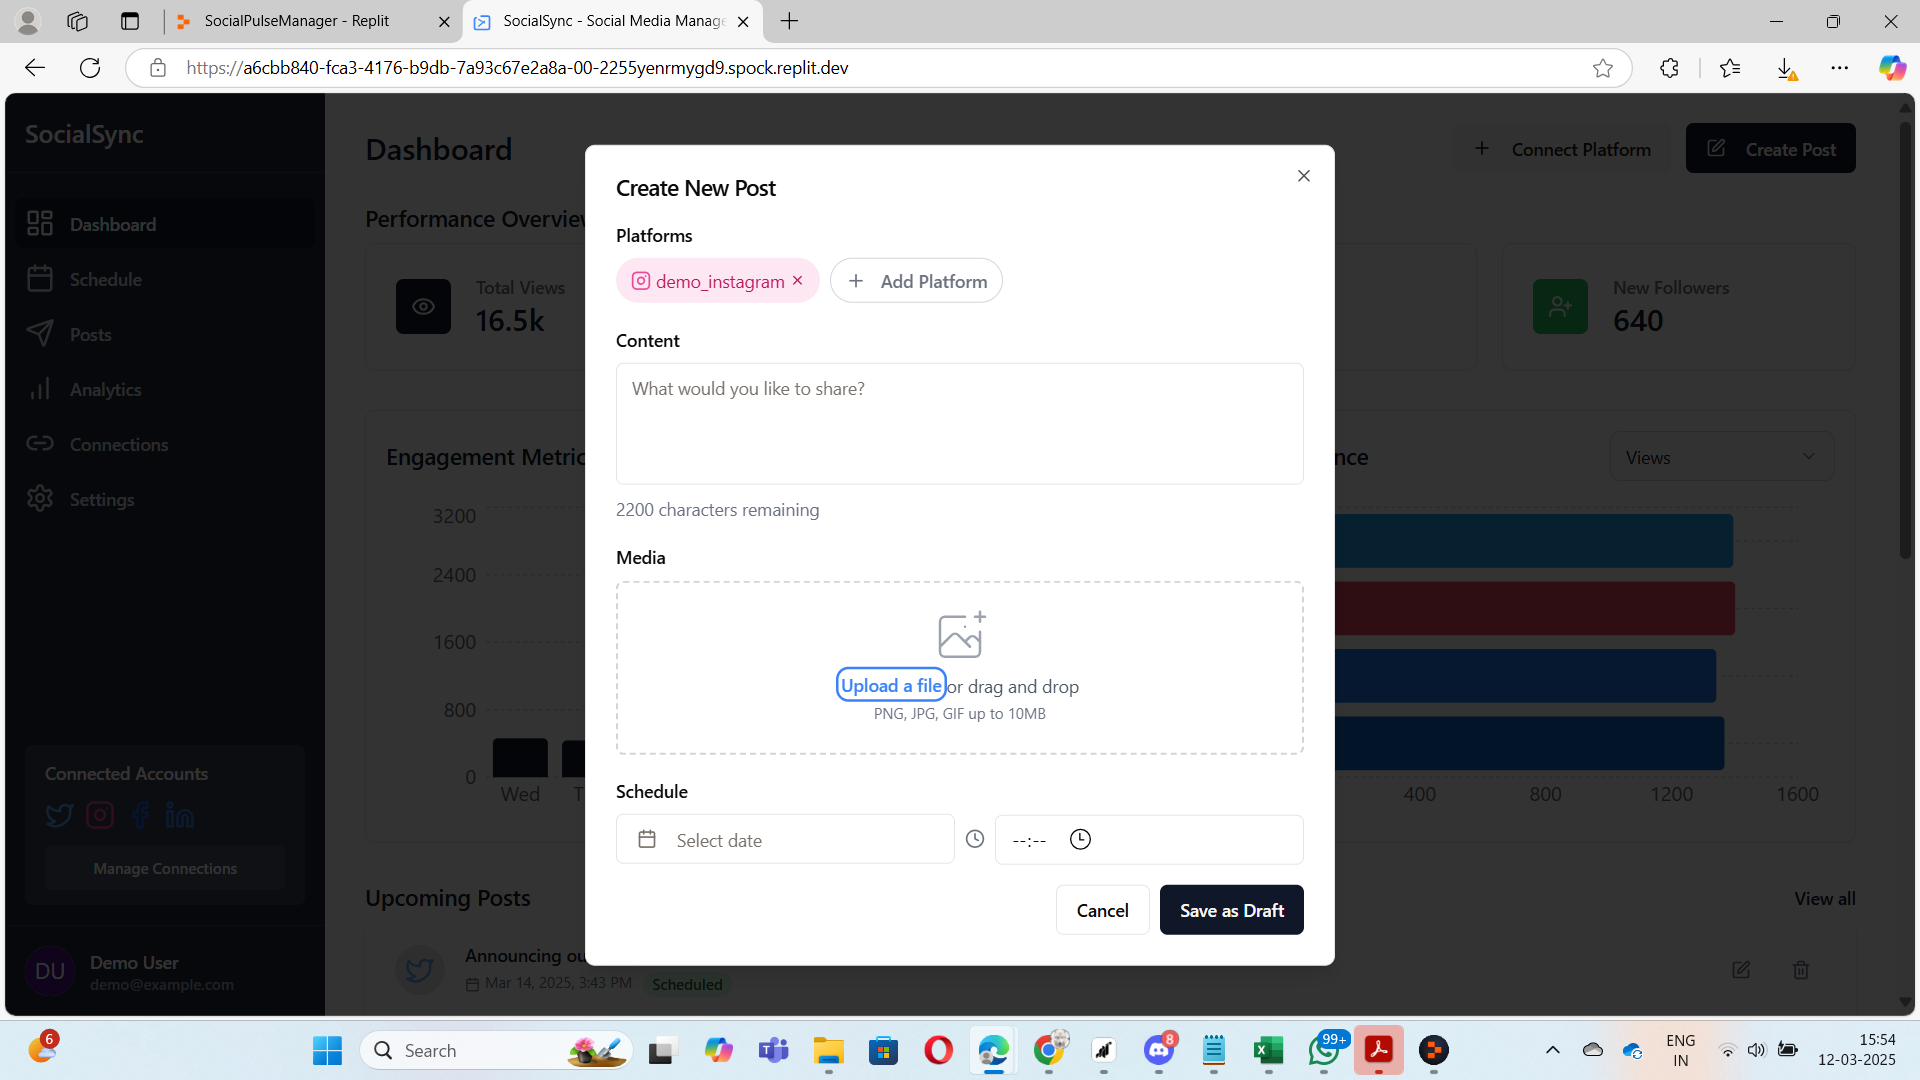 SocialPulseManager - Replit
SocialSync - Social Media Manage
https://a6cbb840-fca3-4176-b9db-7a93c67e2a8a-00-2255yenrmygd9.spock.replit.dev
SocialSync
Dashboard
Schedule
Posts
Analytics
Connections
Settings
Connected Accounts
Manage Connections
DU
Demo User
demo@example.com
Dashboard
Connect Platform
Create Post
Performance Overview
Total Views
16.5k
New Followers
640
Engagement Metric
nce
Views
3200
2400
1600
800
0
Wed
T
400
800
1200
1600
Upcoming Posts
View all
Announcing ou
Mar 14, 2025, 3:43 PM
Scheduled
Create New Post
Platforms
demo_instagram
Add Platform
Content
What would you like to share?
2200 characters remaining
Media
Upload a file or drag and drop
PNG, JPG, GIF up to 10MB
Schedule
Select date
--:--
Cancel
Save as Draft
6
Search
8
99+
ENG
IN
15:54
12-03-2025